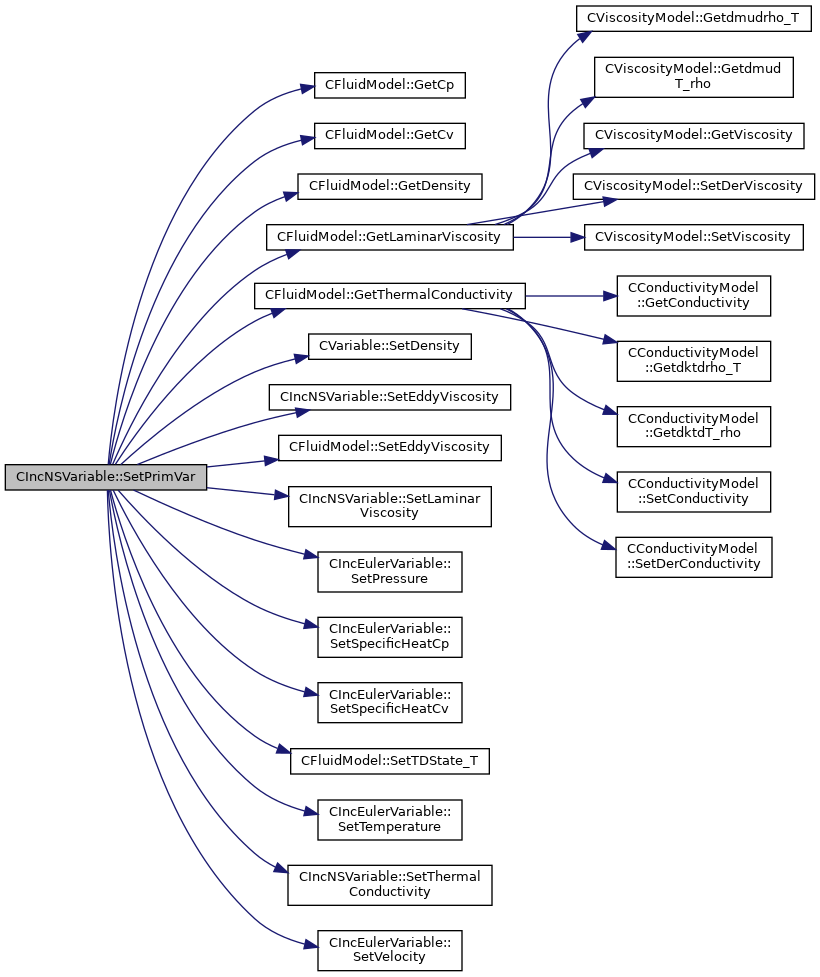 CIncNSVariable::SetPrimVar
CFluidModel::GetCp
CFluidModel::GetCv
CFluidModel::GetDensity
CFluidModel::GetLaminarViscosity
CFluidModel::GetThermalConductivity
CVariable::SetDensity
CIncNSVariable::SetEddyViscosity
CFluidModel::SetEddyViscosity
CIncNSVariable::SetLaminar
Viscosity
CIncEulerVariable::
SetPressure
CIncEulerVariable::
SetSpecificHeatCp
CIncEulerVariable::
SetSpecificHeatCv
CFluidModel::SetTDState_T
CIncEulerVariable::
SetTemperature
CIncNSVariable::SetThermal
Conductivity
CIncEulerVariable::
SetVelocity
CViscosityModel::Getdmudrho_T
CViscosityModel::Getdmud
T_rho
CViscosityModel::GetViscosity
CViscosityModel::SetDerViscosity
CViscosityModel::SetViscosity
CConductivityModel
::GetConductivity
CConductivityModel
::Getdktdrho_T
CConductivityModel
::GetdktdT_rho
CConductivityModel
::SetConductivity
CConductivityModel
::SetDerConductivity